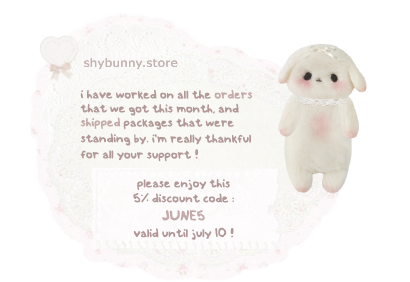 shybunny.store
i have worked on all the orders
that we got this month, and
shipped packages that were
standing by. i'm really thankful
for all your support !
please enjoy this
5% discount code :
JUNE5
valid until july 10 !